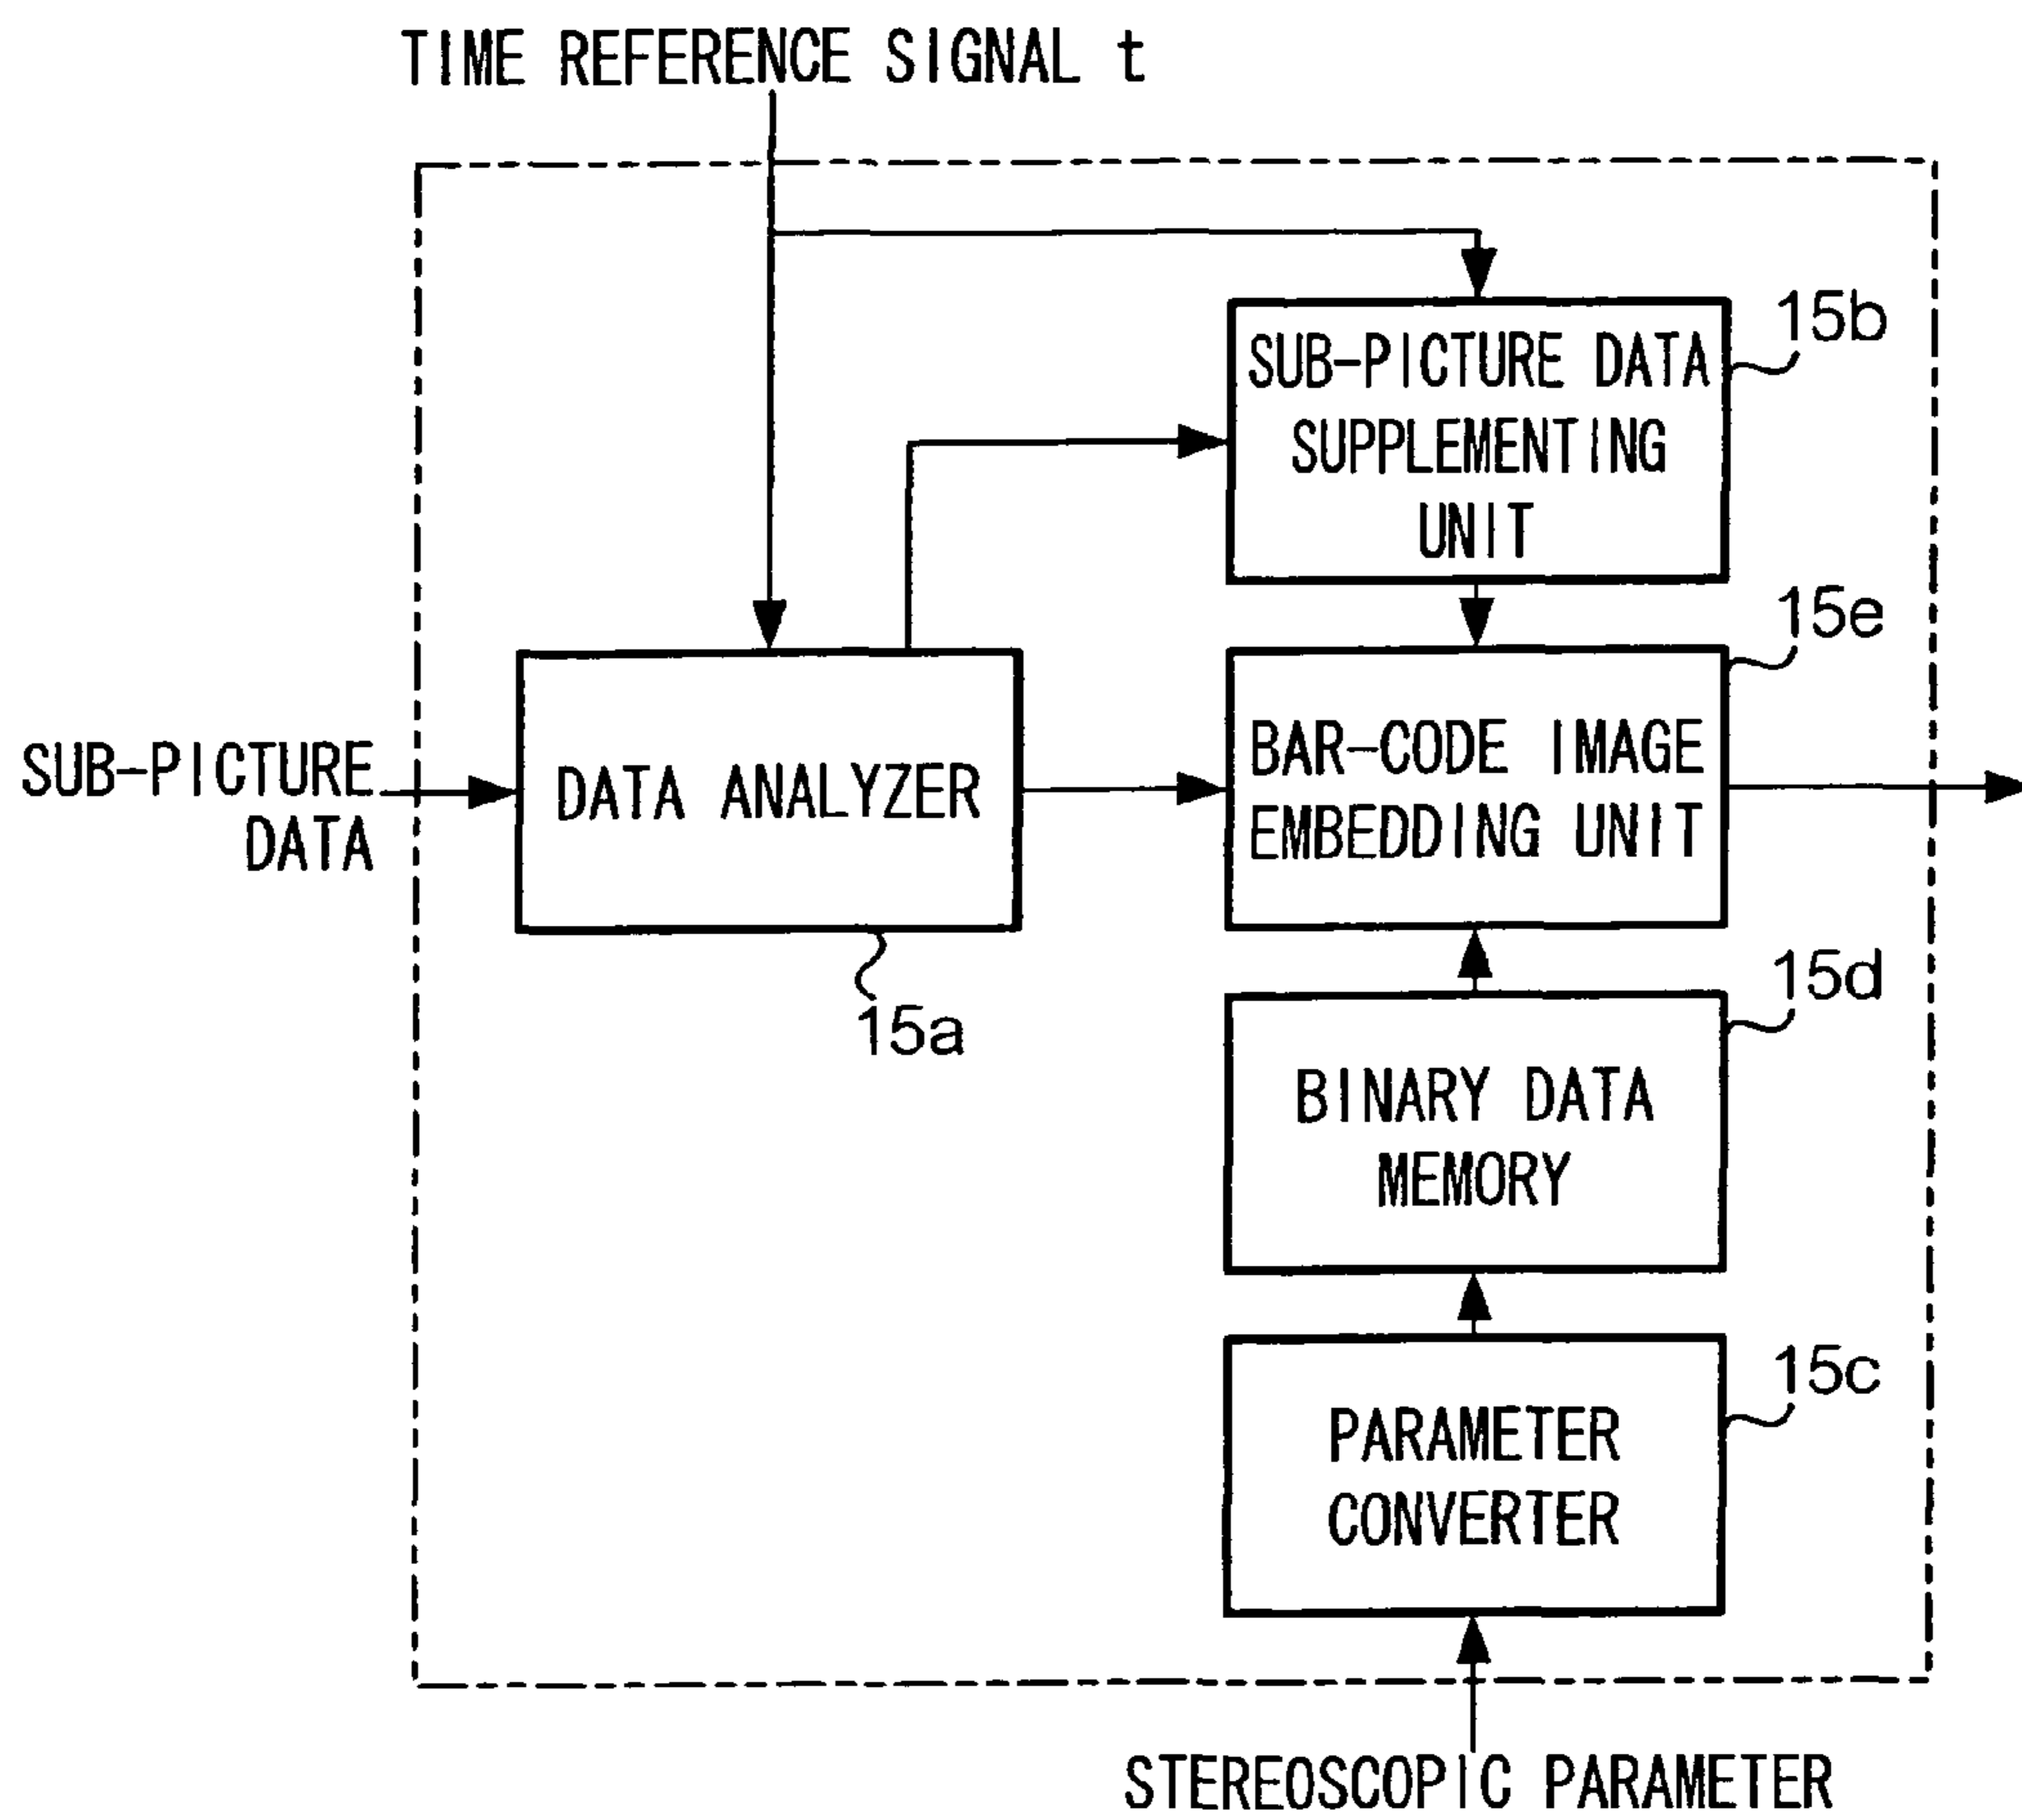 TIME REFERENCE SIGNAL t
15b
SUB-PICTURE DATA
SUPPLEMENTING
UNIT
15e
SUB-PICTURE
DATA
DATA ANALYZER
BAR-CODE IMAGE
EMBEDDING UNIT
15a
15d
BINARY DATA
MEMORY
15c
PARAMETER
CONVERTER
STEREOSCOPIC PARAMETER